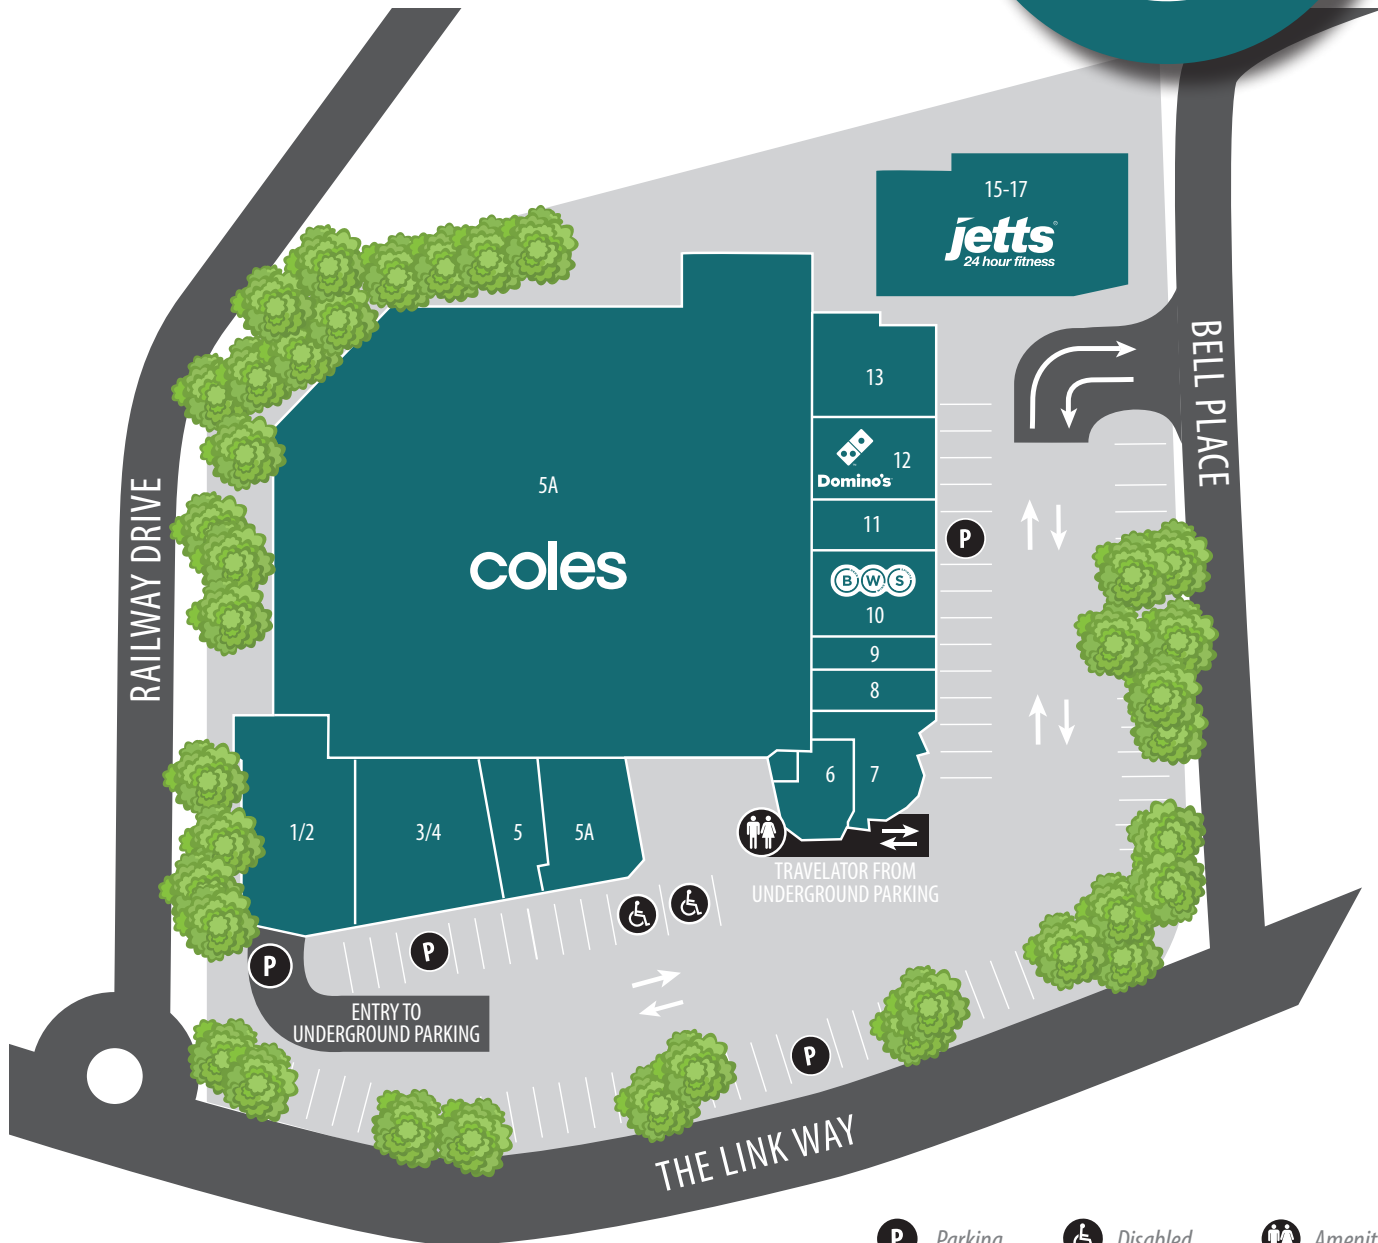 15-17
jetts
24 hour fitness
BELL PLACE
13
12
Domino's
11
B W S
10
9
8
5A
coles
RAILWAY DRIVE
6
7
1/2
3/4
5
5A
TRAVELATOR FROM
UNDERGROUND PARKING
P
P
P
P
ENTRY TO
UNDERGROUND PARKING
THE LINK WAY
P Parking
Disabled